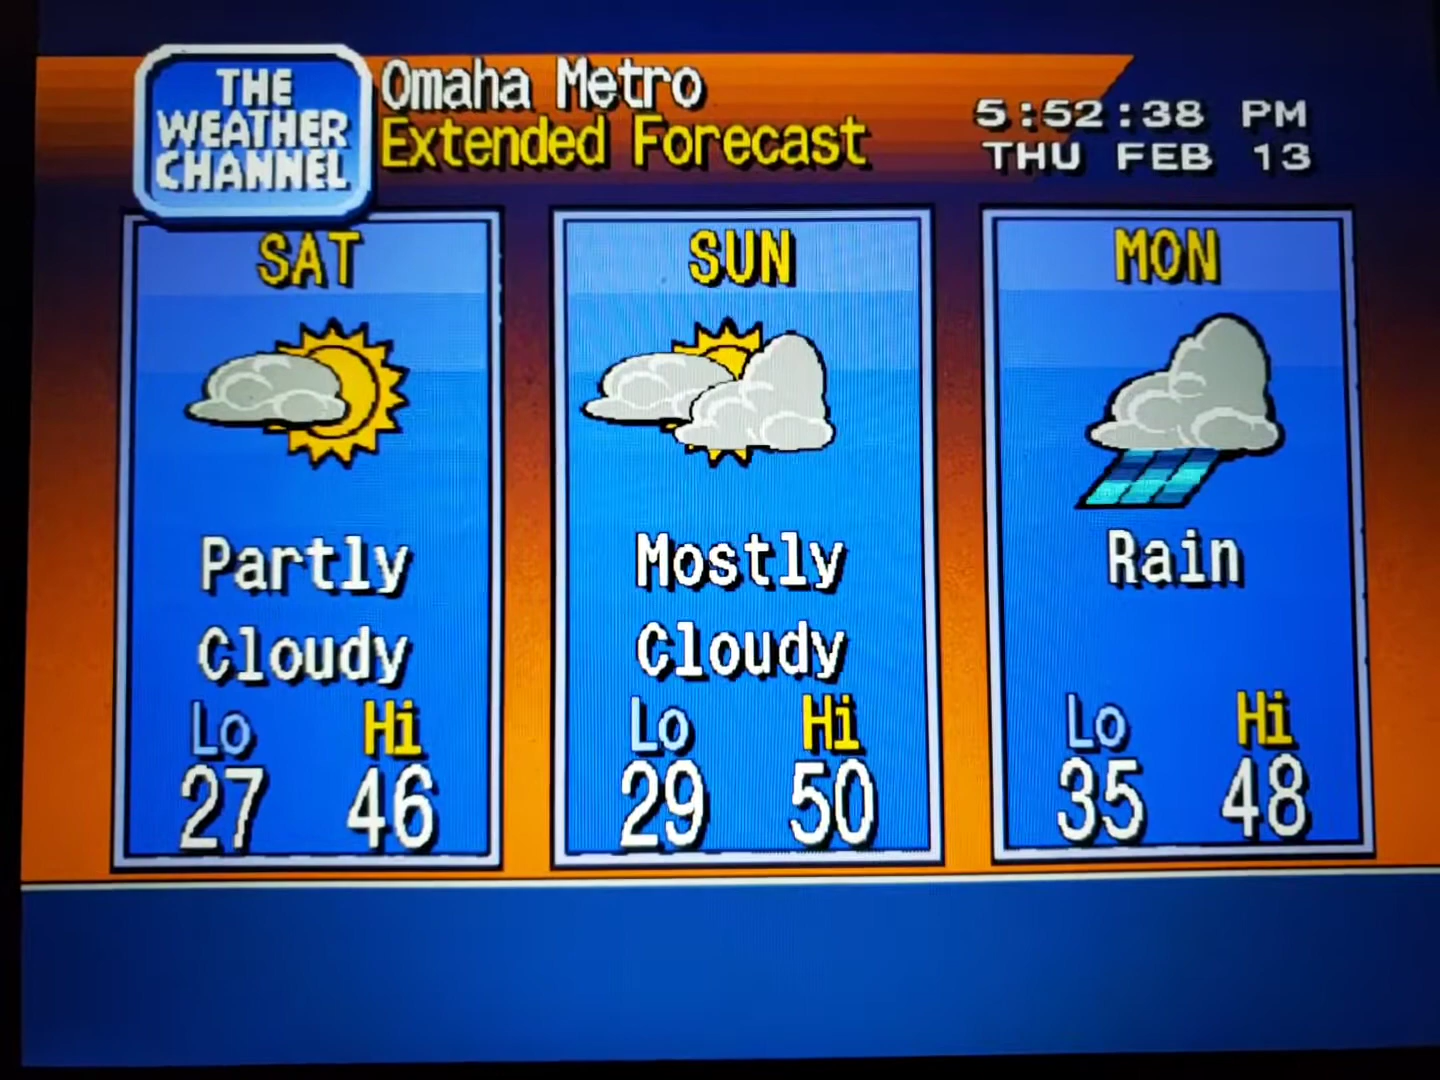 THE
WEATHER
CHANNEL
Omaha Metro
Extended Forecast
5:52:38 PM
THU FEB 13
SAT
Partly
Cloudy
Lo Hi
27 46
SUN
Mostly
Cloudy
Lo Hi
29 50
MON
Rain
Lo Hi
35 48